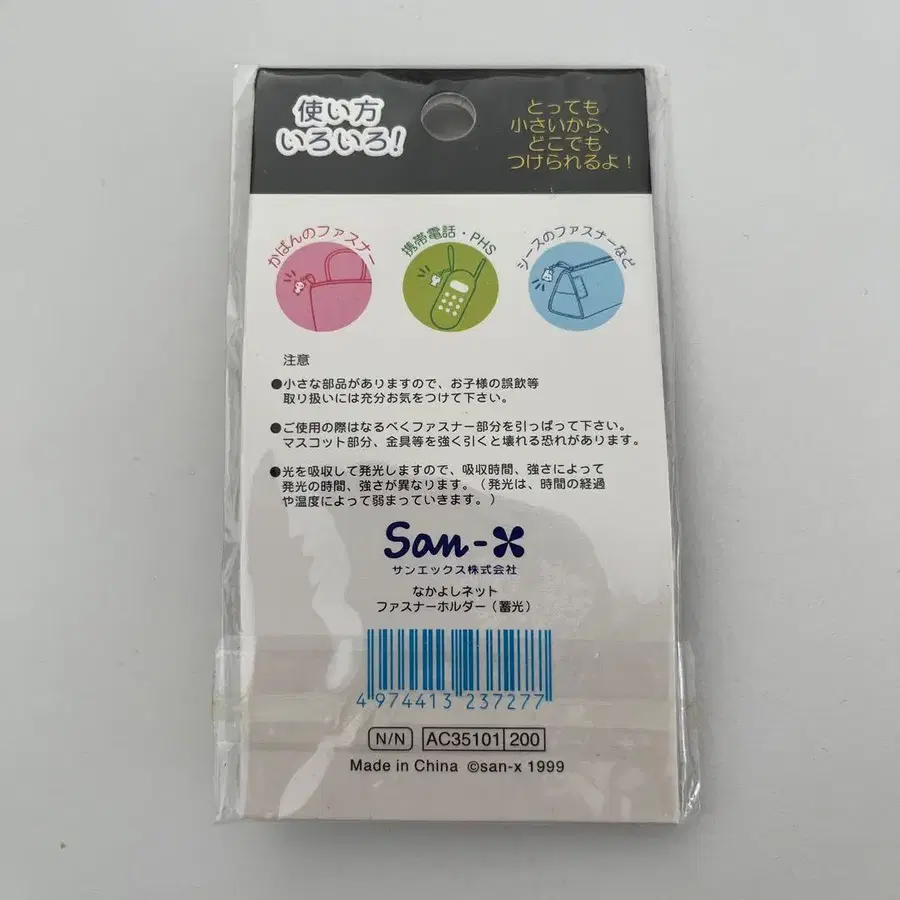 使い方
いろいろ!
とっても
小さいから、
どこでも
つけられるよ!
かばんのファスナー
携帯電話・PHS
シースのファスナーなど
注意
●小さな部品がありますので、お子様の誤飲等
取り扱いには充分お気をつけて下さい。
●ご使用の際はなるべくファスナー部分を引っぱって下さい。
マスコット部分、金具等を強く引くと壊れる恐れがあります。
●光を吸収して発光しますので、吸収時間、強さによって
発光の時間、強さが異なります。(発光は、時間の経過
や温度によって弱まっていきます。)
San-X
サンエックス株式会社
なかよしネット
ファスナーホルダー(蓄光)
4 974413 237277
N/N AC35101 200
Made in China ©san-x 1999